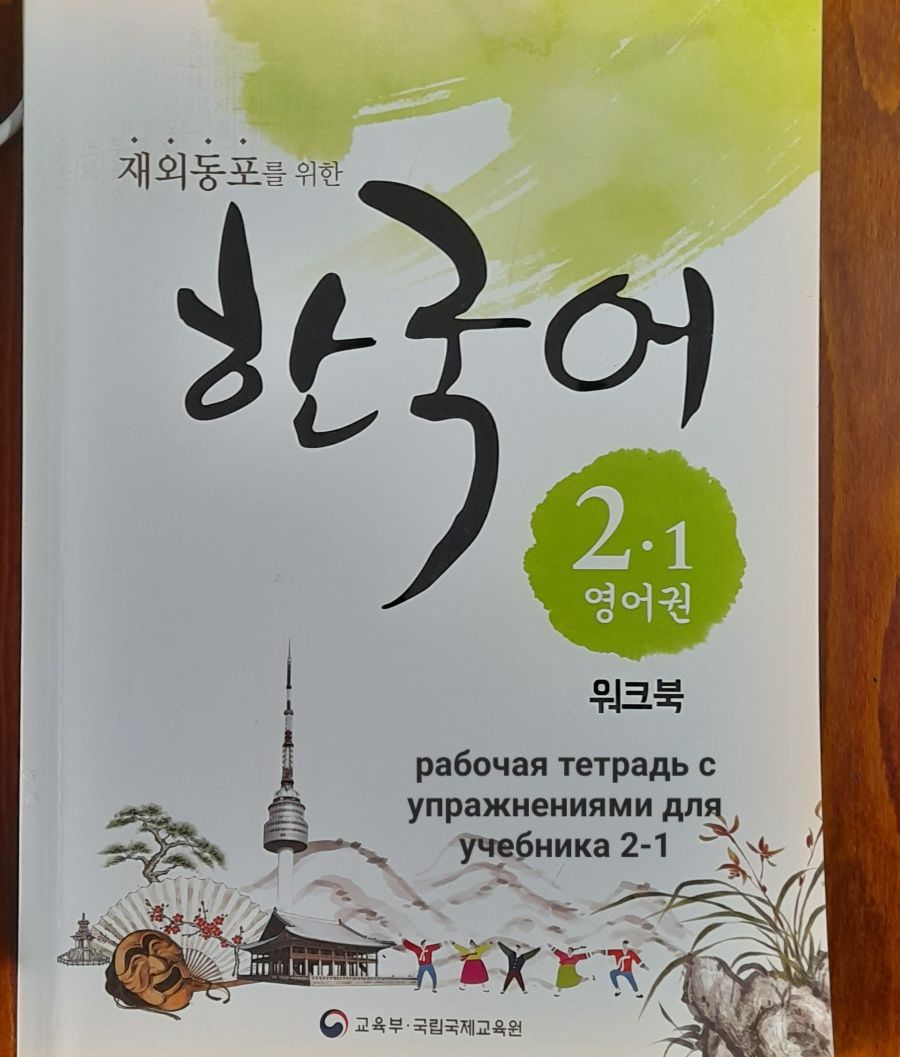 재외동포를 위한
한국어
2·1
영어권
워크북
рабочая тетрадь с
упражнениями для
учебника 2-1
교육부·국립국제교육원